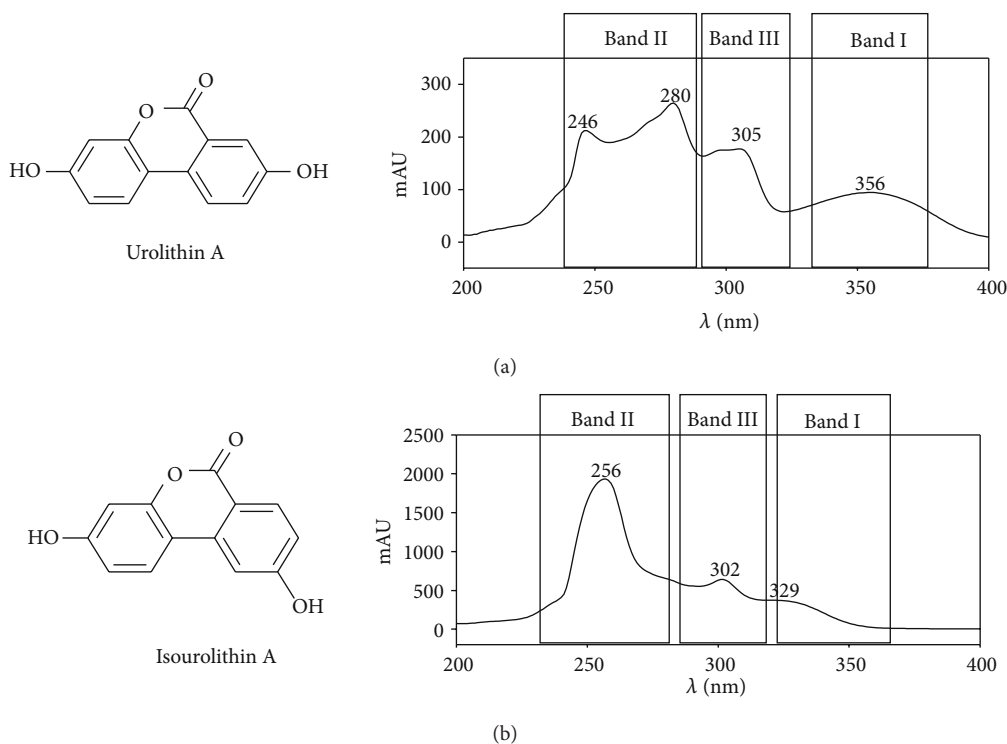 Band II Band III Band I
300
200
100
0
mAU
246
280
305
356
200 250 300 350 400
λ (nm)
O
O
HO
OH
Urolithin A
(a)
Band II Band III Band I
2500
2000
1500
1000
500
0
mAU
256
302
329
200 250 300 350 400
λ (nm)
O
O
HO
OH
Isourolithin A
(b)